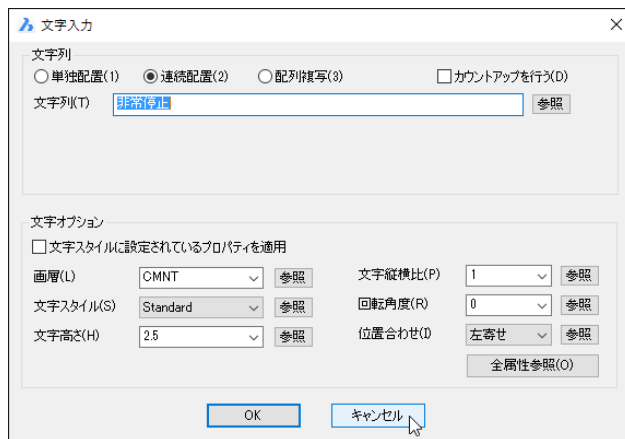 文字入力
文字列
単独配置(1) 連続配置(2) 配列複写(3) カウントアップを行う(D)
文字列(T) 非常停止 参照
文字オプション
文字スタイルに設定されているプロパティを適用
画層(L) CMNT 参照 文字縦横比(P) 1 参照
文字スタイル(S) Standard 参照 回転角度(R) 0 参照
文字高さ(H) 2.5 参照 位置合わせ(I) 左寄せ 参照
全属性参照(O)
OK キャンセル